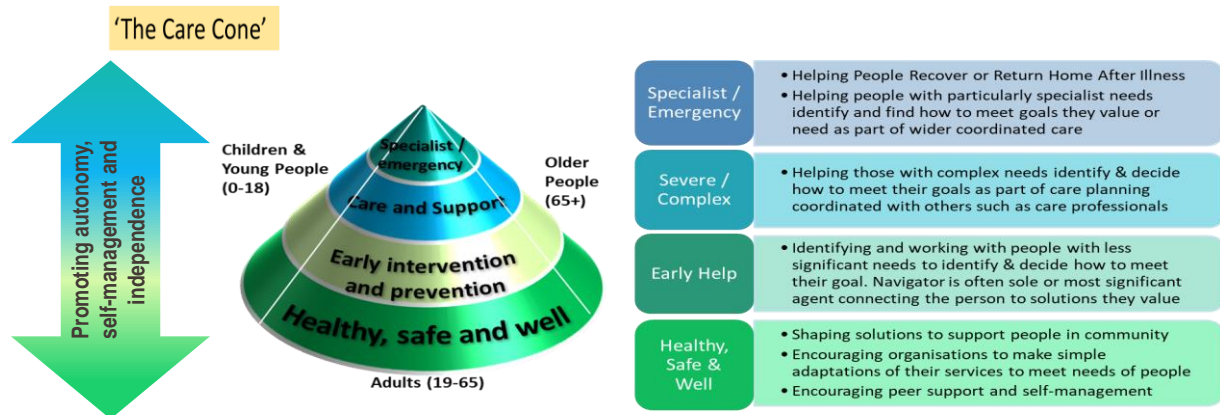 ‘The Care Cone’
Promoting autonomy,
self-management and
independence
Children &
Young People
(0-18)
Older
People
(65+)
Specialist /
emergency
Care and Support
Early intervention
and prevention
Healthy, safe and well
Adults (19-65)
Specialist /
Emergency
• Helping People Recover or Return Home After Illness
• Helping people with particularly specialist needs
identify and find how to meet goals they value or
need as part of wider coordinated care
Severe /
Complex
• Helping those with complex needs identify & decide
how to meet their goals as part of care planning
coordinated with others such as care professionals
Early Help
• Identifying and working with people with less
significant needs to identify & decide how to meet
their goal. Navigator is often sole or most significant
agent connecting the person to solutions they value
Healthy,
Safe &
Well
• Shaping solutions to support people in community
• Encouraging organisations to make simple
adaptations of their services to meet needs of people
• Encouraging peer support and self-management